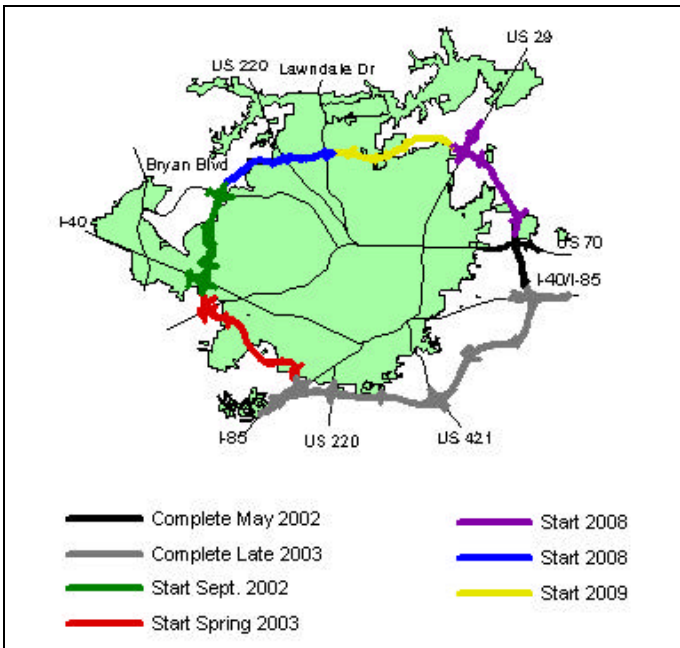 US 29
US 220
Lawndale Dr
Bryan Blvd
I-40
US 70
I-40/I-85
I-85
US 220
US 421
Complete May 2002
Complete Late 2003
Start Sept. 2002
Start Spring 2003
Start 2008
Start 2008
Start 2009